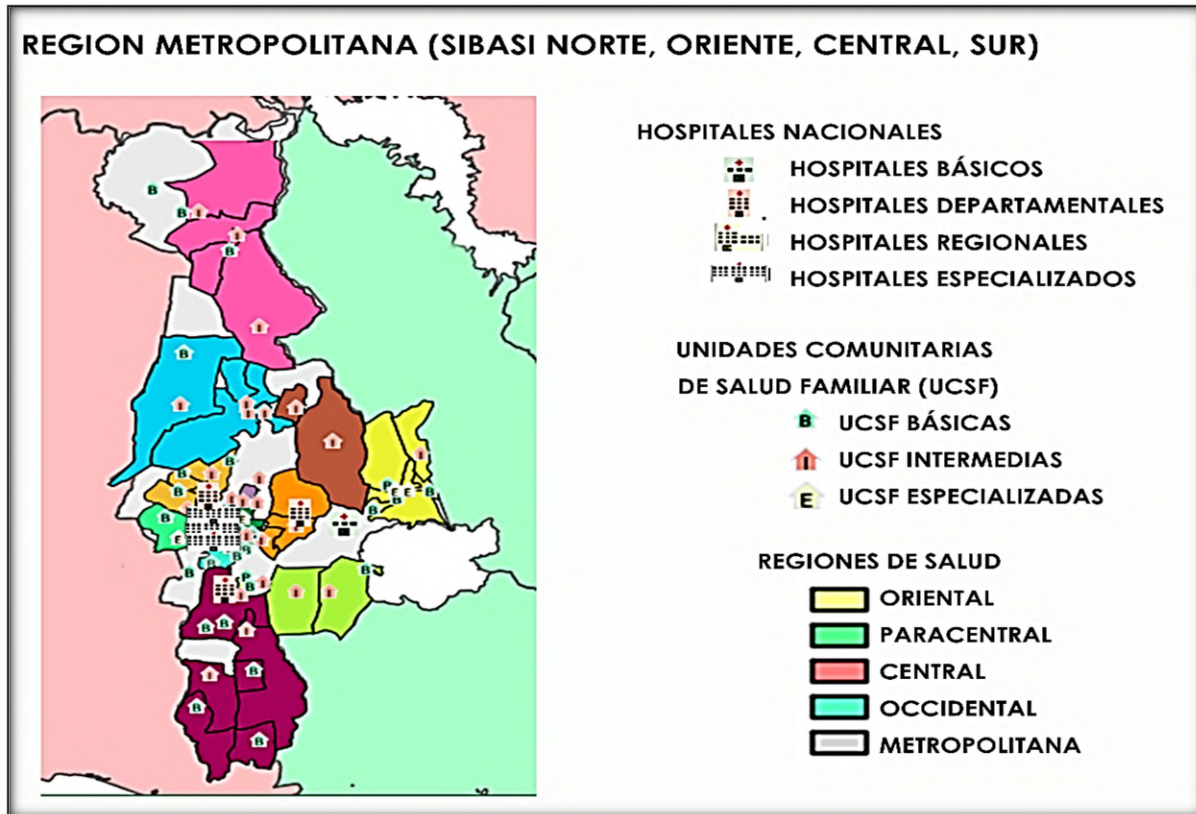 REGION METROPOLITANA (SIBASI NORTE, ORIENTE, CENTRAL, SUR)
HOSPITALES NACIONALES
HOSPITALES BÁSICOS
HOSPITALES DEPARTAMENTALES
HOSPITALES REGIONALES
HOSPITALES ESPECIALIZADOS
UNIDADES COMUNITARIAS
DE SALUD FAMILIAR (UCSF)
B UCSF BÁSICAS
I UCSF INTERMEDIAS
E UCSF ESPECIALIZADAS
REGIONES DE SALUD
ORIENTAL
PARACENTRAL
CENTRAL
OCCIDENTAL
METROPOLITANA